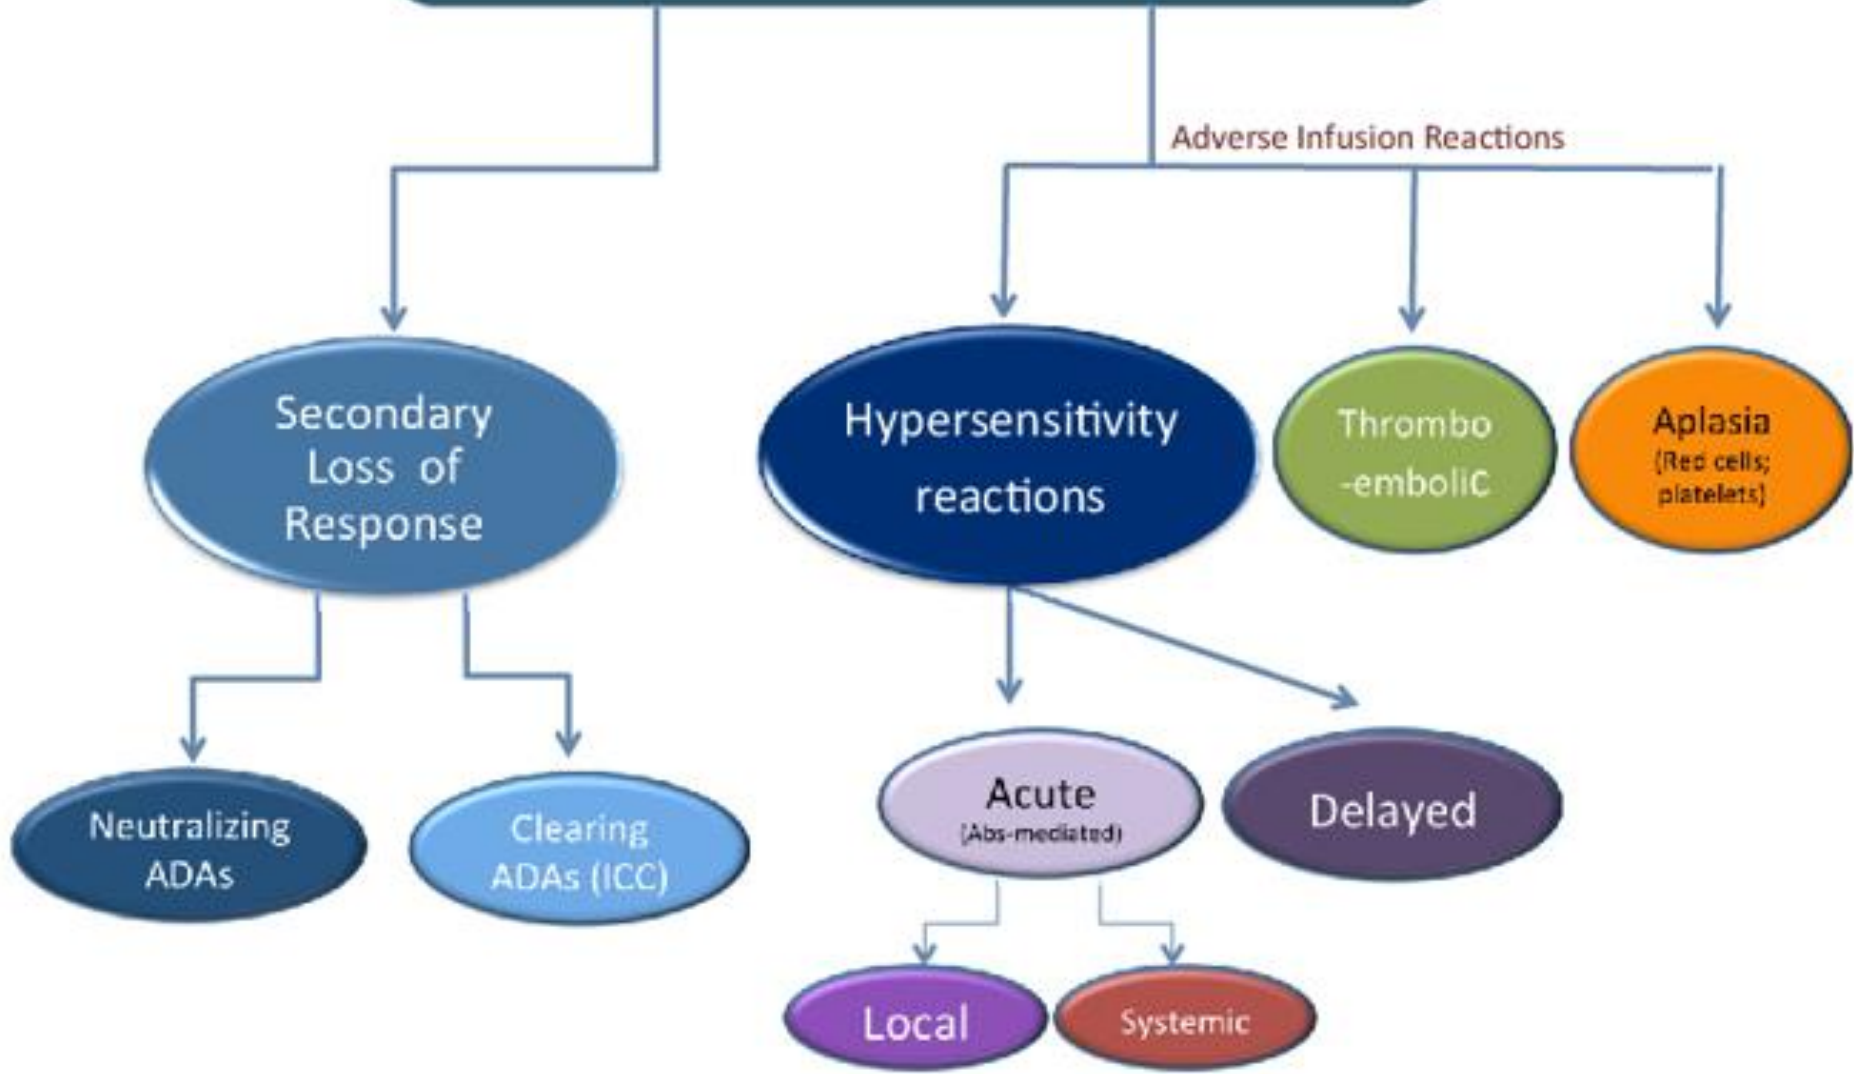 Adverse Infusion Reactions
Secondary
Loss of
Response
Hypersensitivity
reactions
Thrombo
-emboliC
Aplasia
(Red cells;
platelets)
Neutralizing
ADAs
Clearing
ADAs (ICC)
Acute
(Abs-mediated)
Delayed
Local
Systemic